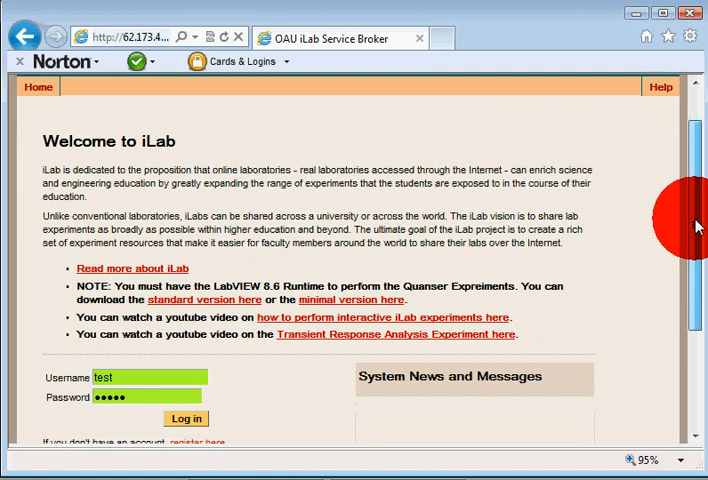 http://62.173.4...
OAU iLab Service Broker
Norton
Cards & Logins
Home
Help
Welcome to iLab
iLab is dedicated to the proposition that online laboratories - real laboratories accessed through the Internet - can enrich science
and engineering education by greatly expanding the range of experiments that the students are exposed to in the course of their
education.
Unlike conventional laboratories, iLabs can be shared across a university or across the world. The iLab vision is to share lab
experiments as broadly as possible within higher education and beyond. The ultimate goal of the iLab project is to create a rich
set of experiment resources that make it easier for faculty members around the world to share their labs over the Internet.
Read more about iLab
NOTE: You must have the LabVIEW 8.6 Runtime to perform the Quanser Expreiments. You can
download the standard version here or the minimal version here.
You can watch a youtube video on how to perform interactive iLab experiments here.
You can watch a youtube video on the Transient Response Analysis Experiment here.
Username test
Password •••••
Log in
System News and Messages
If you don't have an account, register here
95%